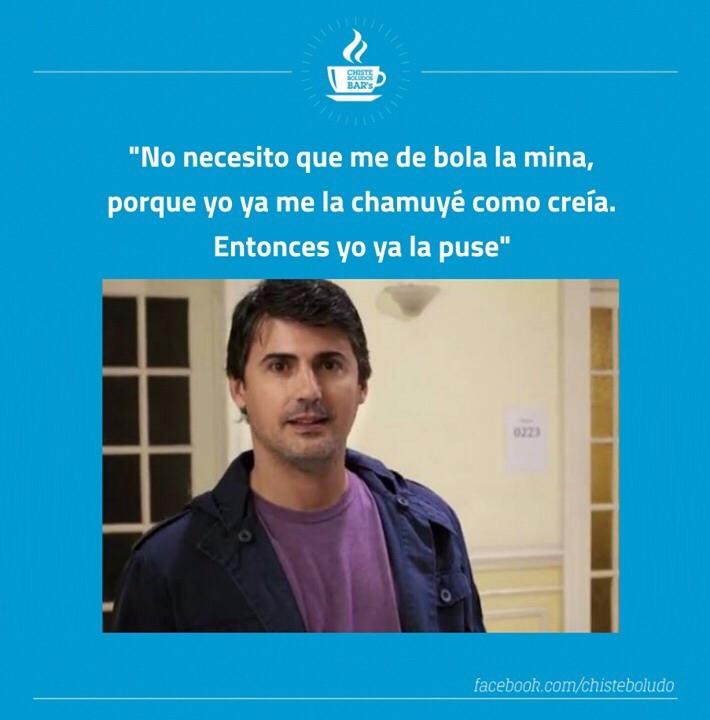 CHISTE
BOLUDOS
BAR's
"No necesito que me de bola la mina,
porque yo ya me la chamuyé como creía.
Entonces yo ya la puse"
0223
facebook.com/chisteboludo